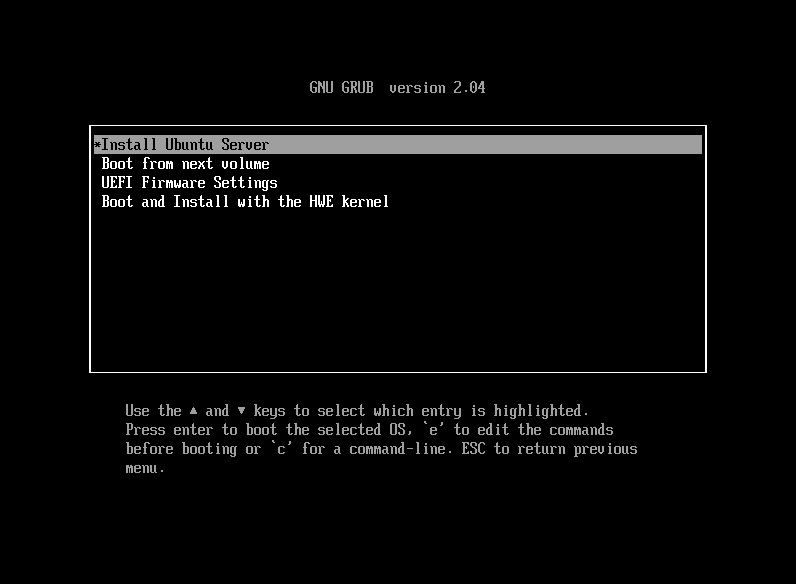 GNU GRUB  version 2.04
*Install Ubuntu Server
Boot from next volume
UEFI Firmware Settings
Boot and Install with the HWE kernel
Use the ▲ and ▼ keys to select which entry is highlighted.
Press enter to boot the selected OS, `e' to edit the commands
before booting or `c' for a command-line. ESC to return previous
menu.